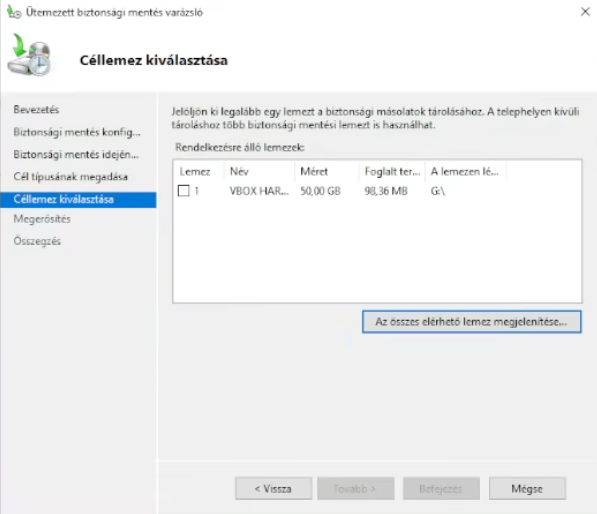 Ütemezett biztonsági mentés varázsló
Céllemez kiválasztása
Bevezetés
Biztonsági mentés konfig...
Biztonsági mentés idején...
Cél típusának megadása
Céllemez kiválasztása
Megerősítés
Összegzés
Jelöljön ki legalább egy lemezt a biztonsági másolatok tárolásához. A telephelyen kívüli
tároláshoz több biztonsági mentési lemezt is használhat.
Rendelkezésre álló lemezek:
Lemez Név Méret Foglalt ter... A lemezen lé...
1 VBOX HAR... 50,00 GB 98,36 MB G:\
Az összes elérhető lemez megjelenítése...
< Vissza Tovább > Befejezés Mégse